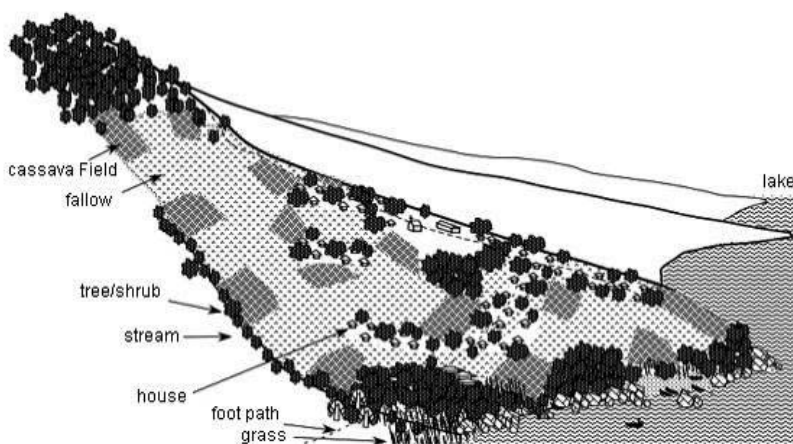 cassava Field
fallow
lake
tree/shrub
stream
house
foot path
grass